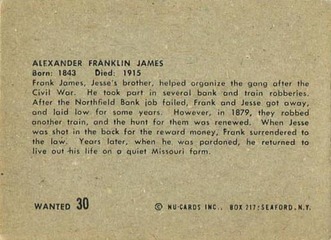 ALEXANDER FRANKLIN JAMES
Born: 1843 Died: 1915
Frank James, Jesse's brother, helped organize the gang after the
Civil War. He took part in several bank and train robberies.
After the Northfield Bank job failed, Frank and Jesse got away,
and laid low for some years. However, in 1879, they robbed
another train, and the hunt for them was renewed. When Jesse
was shot in the back for the reward money, Frank surrendered to
the law. Years later, when he was pardoned, he returned to
live out his life on a quiet Missouri form.
WANTED 30
© NU-CARDS INC., BOX 717: SEAFORD, N.Y.